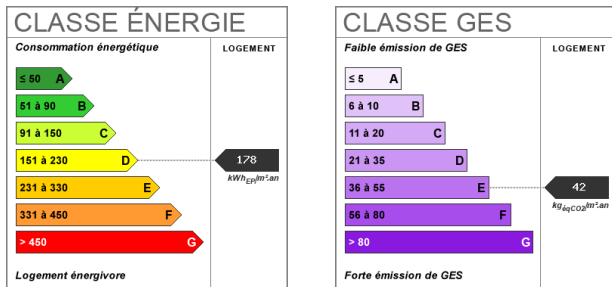 CLASSE ÉNERGIE
Consommation énergétique
LOGEMENT
≤ 50 A
51 à 90 B
91 à 150 C
151 à 230 D
178
kWhEP/m².an
231 à 330 E
331 à 450 F
> 450 G
Logement énergivore
CLASSE GES
Faible émission de GES
LOGEMENT
≤ 5 A
6 à 10 B
11 à 20 C
21 à 35 D
36 à 55 E
42
kgéqCO2/m².an
56 à 80 F
> 80 G
Forte émission de GES